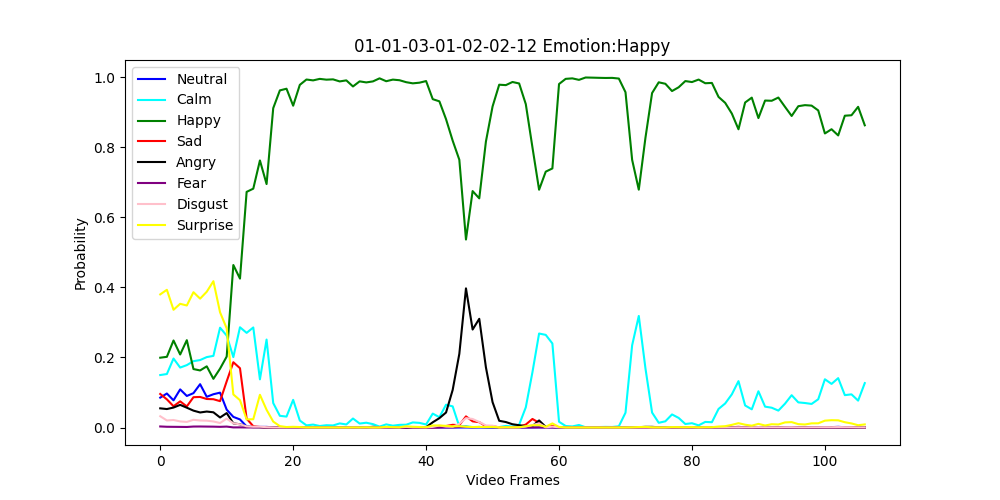 01-01-03-01-02-02-12 Emotion:Happy
1.0
0.8
0.6
0.4
0.2
0.0
Probability
Neutral
Calm
Happy
Sad
Angry
Fear
Disgust
Surprise
0 20 40 60 80 100
Video Frames